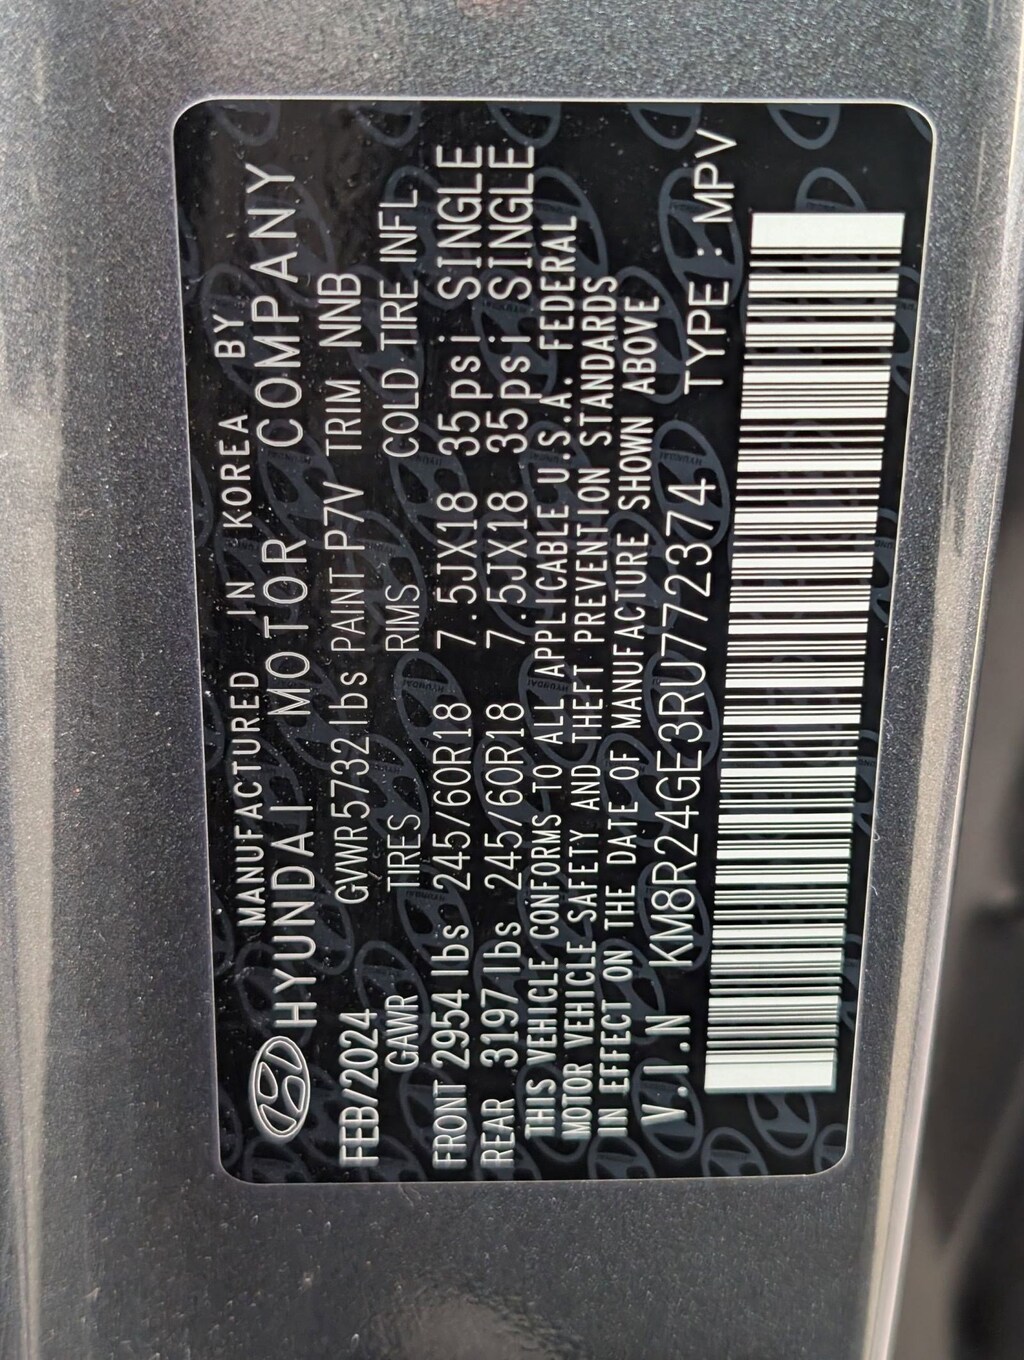 MANUFACTURED IN KOREA BY
HYUNDAI MOTOR COMPANY
FEB/2024 GVWR5732lbs PAINT P7V TRIM NNB
GAWR TIRES RIMS COLD TIRE INFL
FRONT 2954 lbs 245/60R18 7.5JX18 35psi SINGLE
REAR 3197 lbs 245/60R18 7.5JX18 35psi SINGLE
THIS VEHICLE CONFORMS TO ALL APPLICABLE U.S.A. FEDERAL
MOTOR VEHICLE SAFETY AND THEFT PREVENTION STANDARDS
IN EFFECT ON THE DATE OF MANUFACTURE SHOWN ABOVE
V.I.N KM8R24GE3RU772374 TYPE : MPV